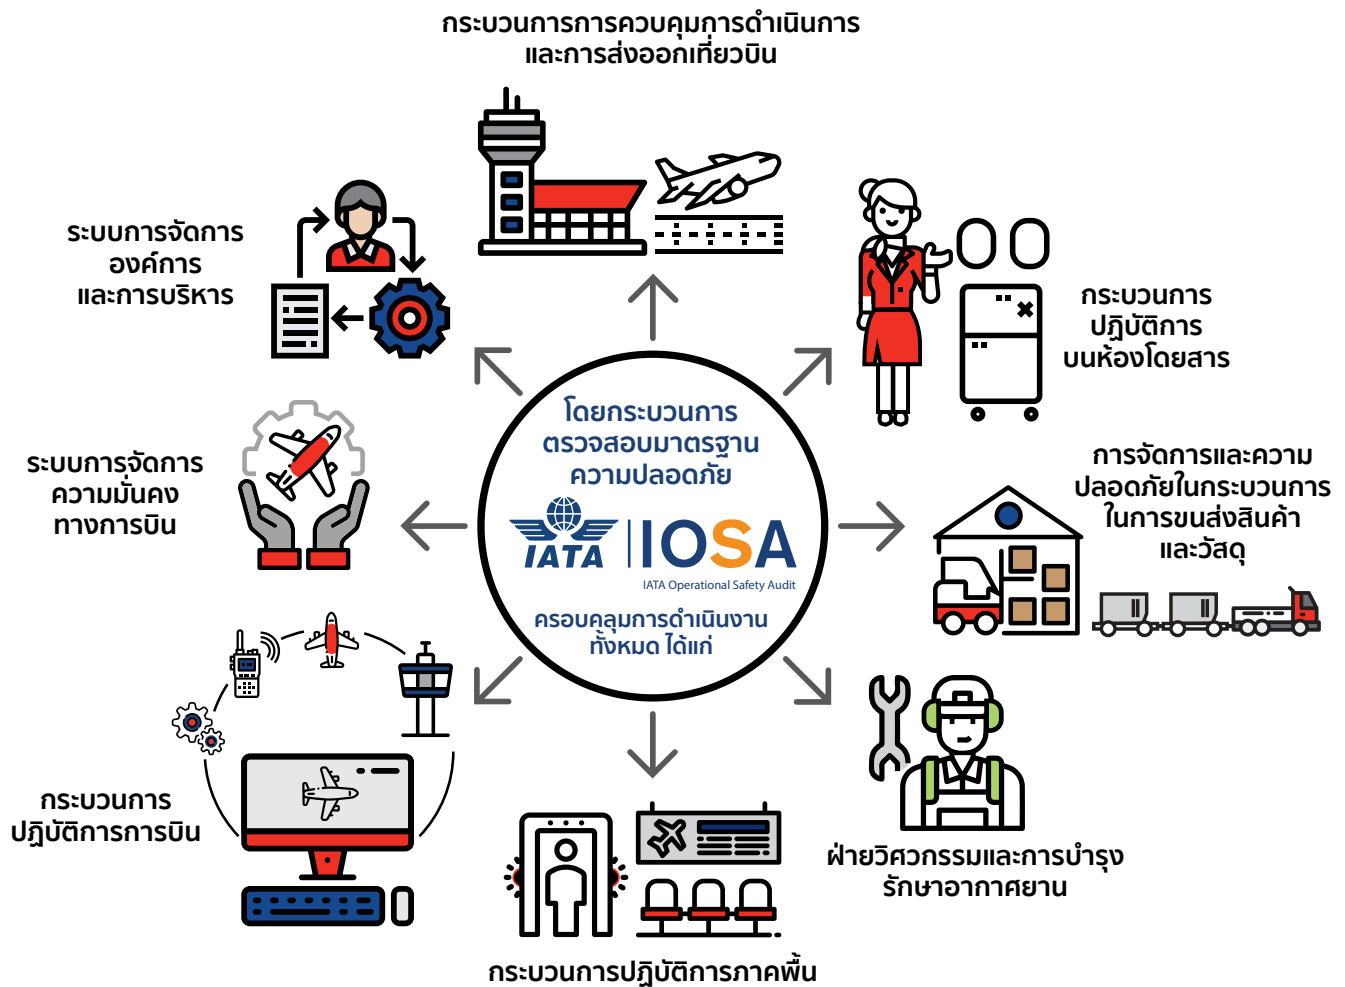 กระบวนการการควบคุมการดำเนินการ
และการส่งออกเที่ยวบิน
ระบบการจัดการ
องค์การ
และการบริหาร
กระบวนการ
ปฏิบัติการ
บนห้องโดยสาร
โดยกระบวนการ
ตรวจสอบมาตรฐาน
ความปลอดภัย
IATA
IOSA
IATA Operational Safety Audit
ครอบคลุมการดำเนินงาน
ทั้งหมด ได้แก่
ระบบการจัดการ
ความมั่นคง
ทางการบิน
การจัดการและความ
ปลอดภัยในกระบวนการ
ในการขนส่งสินค้า
และวัสดุ
กระบวนการ
ปฏิบัติการการบิน
ฝ่ายวิศวกรรมและการบำรุง
รักษาอากาศยาน
กระบวนการปฏิบัติการภาคพื้น